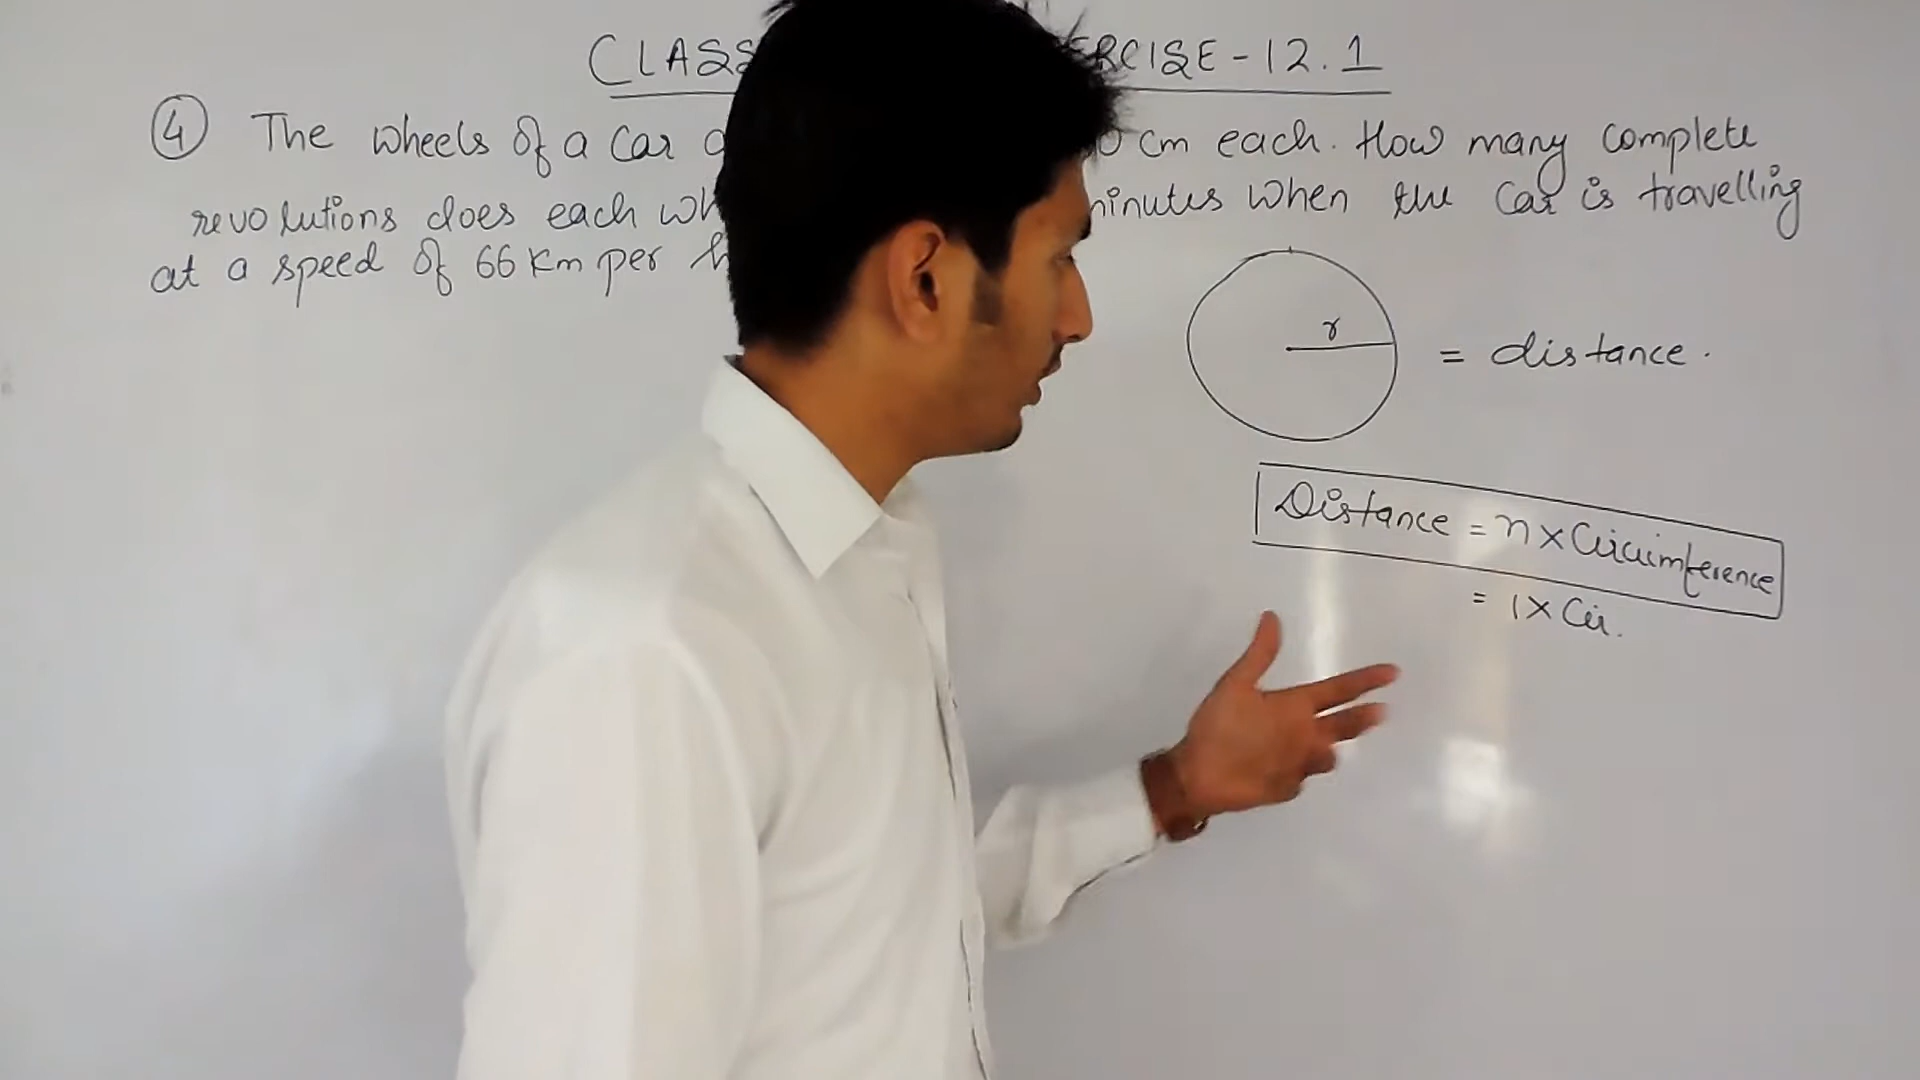 CLASS ERCISE-12.1
④ The wheels of a car cm each. How many complete
revolutions does each minutes when the car is travelling
at a speed of 66 Km per
r
= distance.
Distance = n × Circumference
= 1 × Cir.